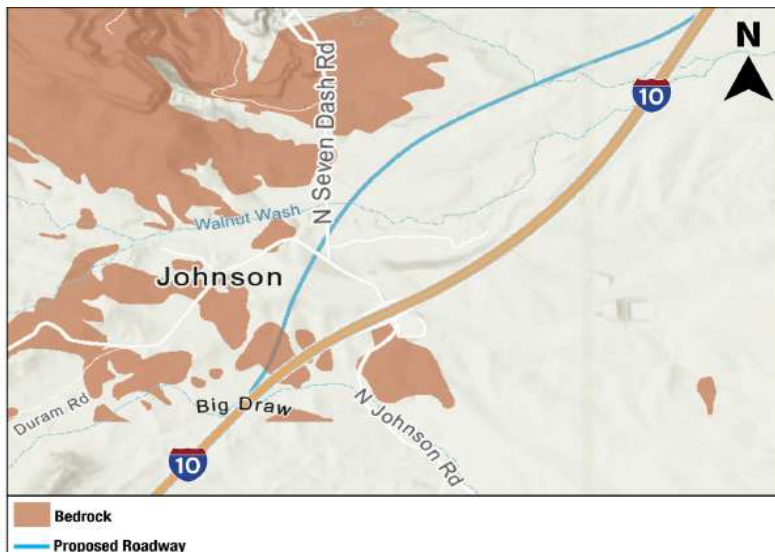 N
10
N Seven Dash Rd
Walnut Wash
Johnson
Duram Rd
Big Draw
N Johnson Rd
10
Bedrock
Proposed Roadway